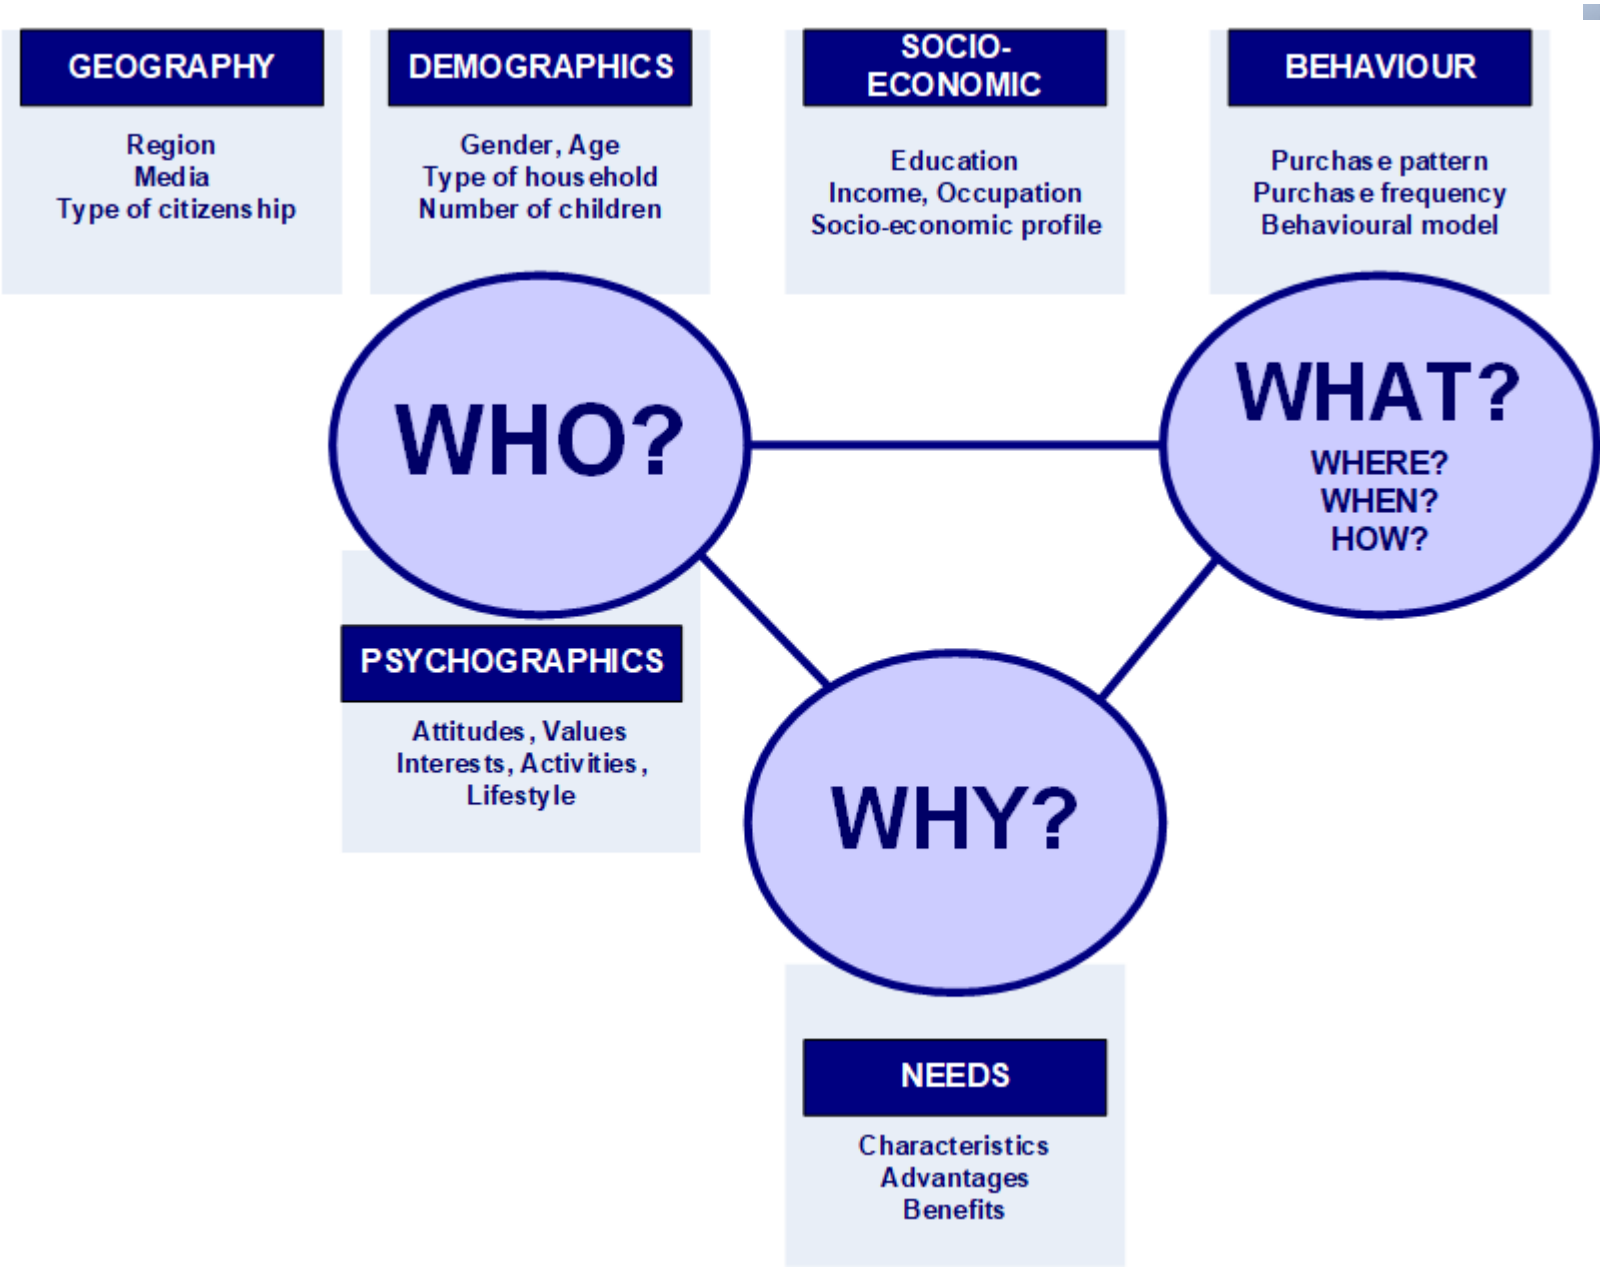 GEOGRAPHY
Region
Media
Type of citizenship
DEMOGRAPHICS
Gender, Age
Type of household
Number of children
SOCIO-
ECONOMIC
Education
Income, Occupation
Socio-economic profile
BEHAVIOUR
Purchase pattern
Purchase frequency
Behavioural model
WHO?
WHAT?
WHERE?
WHEN?
HOW?
PSYCHOGRAPHICS
Attitudes, Values
Interests, Activities,
Lifestyle
WHY?
NEEDS
Characteristics
Advantages
Benefits